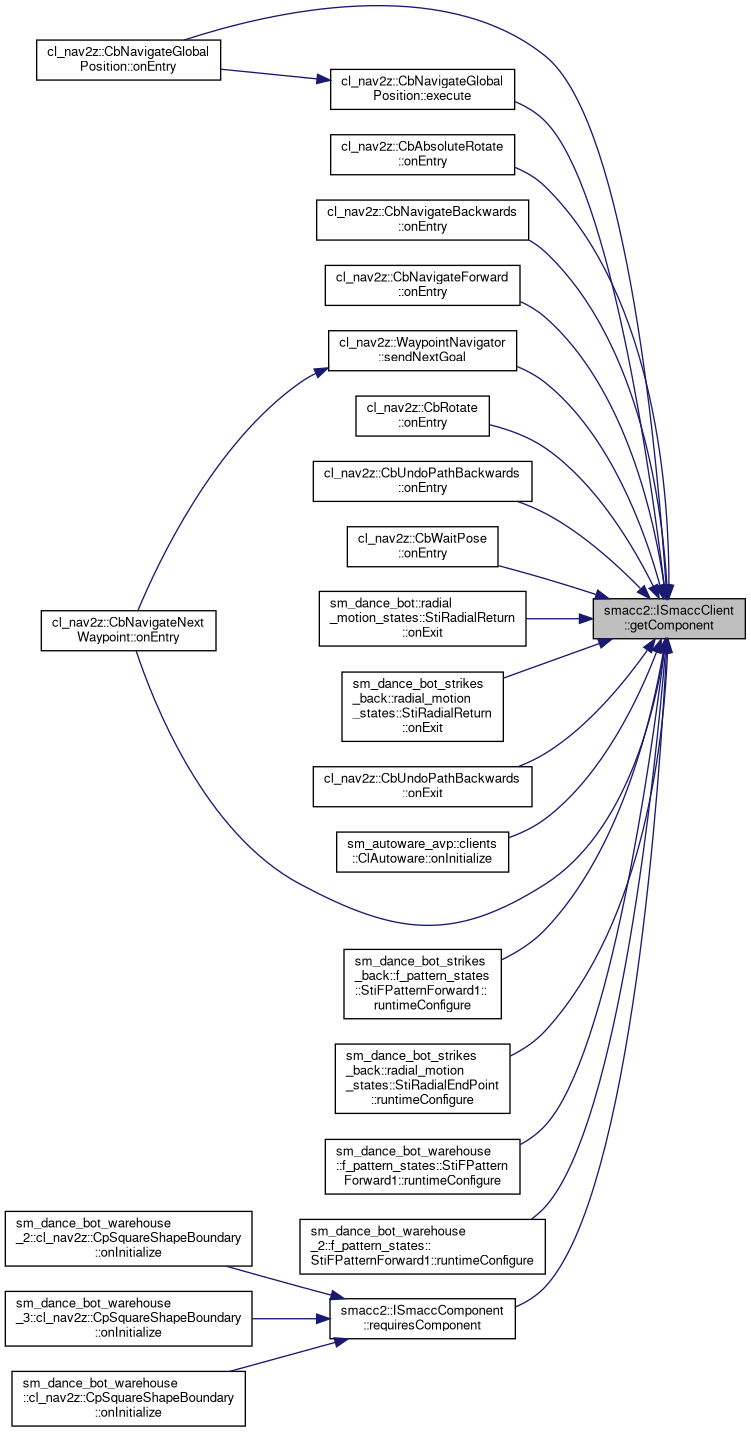 cl_nav2z::CbNavigateGlobal
Position::onEntry
cl_nav2z::CbNavigateGlobal
Position::execute
cl_nav2z::CbAbsoluteRotate
::onEntry
cl_nav2z::CbNavigateBackwards
::onEntry
cl_nav2z::CbNavigateForward
::onEntry
cl_nav2z::WaypointNavigator
::sendNextGoal
cl_nav2z::CbRotate
::onEntry
cl_nav2z::CbUndoPathBackwards
::onEntry
cl_nav2z::CbWaitPose
::onEntry
sm_dance_bot::radial
_motion_states::StiRadialReturn
::onExit
smacc2::ISmaccClient
::getComponent
cl_nav2z::CbNavigateNext
Waypoint::onEntry
sm_dance_bot_strikes
_back::radial_motion
_states::StiRadialReturn
::onExit
cl_nav2z::CbUndoPathBackwards
::onExit
sm_autoware_avp::clients
::ClAutoware::onInitialize
sm_dance_bot_strikes
_back::f_pattern_states
::StiFPatternForward1::
runtimeConfigure
sm_dance_bot_strikes
_back::radial_motion
_states::StiRadialEndPoint
::runtimeConfigure
sm_dance_bot_warehouse
::f_pattern_states::StiFPattern
Forward1::runtimeConfigure
sm_dance_bot_warehouse
_2::f_pattern_states::
StiFPatternForward1::runtimeConfigure
sm_dance_bot_warehouse
_2::cl_nav2z::CpSquareShapeBoundary
::onInitialize
smacc2::ISmaccComponent
::requiresComponent
sm_dance_bot_warehouse
_3::cl_nav2z::CpSquareShapeBoundary
::onInitialize
sm_dance_bot_warehouse
::cl_nav2z::CpSquareShapeBoundary
::onInitialize